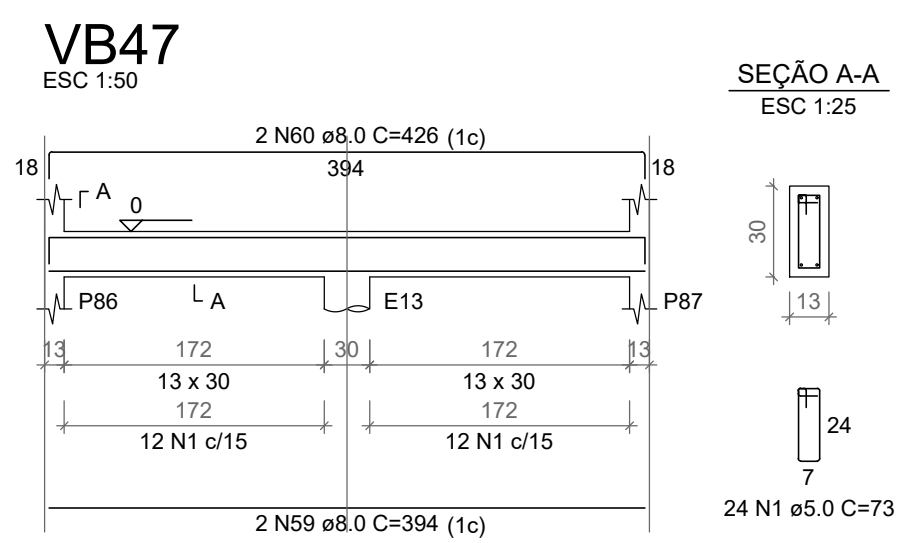 VB47
ESC 1:50
SEÇÃO A-A
ESC 1:25
2 N60 ø8.0 C=426 (1c)
18 394 18
A
0
30
P86 A E13 P87
13
13 172 30 172 13
13 x 30 13 x 30
172 172
12 N1 c/15 12 N1 c/15
24
7
24 N1 ø5.0 C=73
2 N59 ø8.0 C=394 (1c)